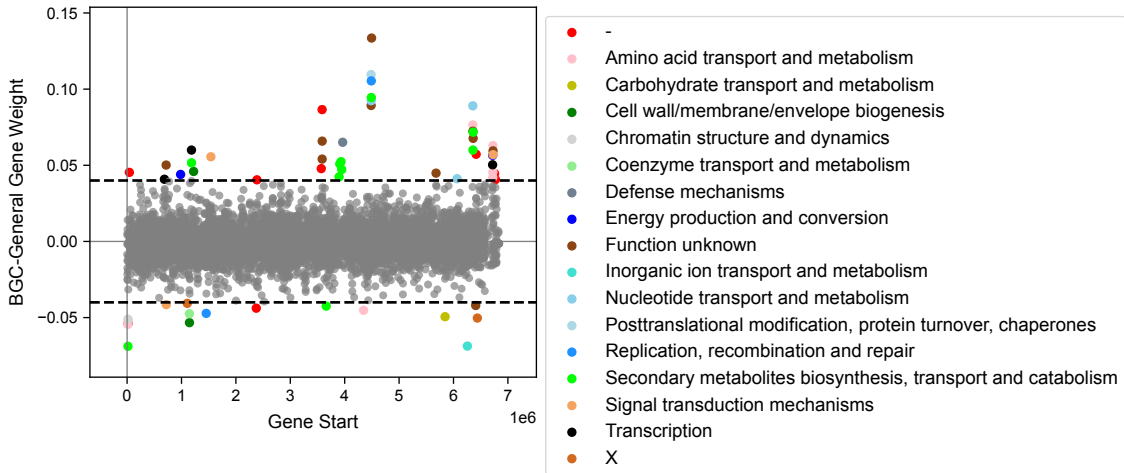 0.15
0.10
0.05
0.00
−0.05
BGC-General Gene Weight
0 1 2 3 4 5 6 7
1e6
Gene Start
-
Amino acid transport and metabolism
Carbohydrate transport and metabolism
Cell wall/membrane/envelope biogenesis
Chromatin structure and dynamics
Coenzyme transport and metabolism
Defense mechanisms
Energy production and conversion
Function unknown
Inorganic ion transport and metabolism
Nucleotide transport and metabolism
Posttranslational modification, protein turnover, chaperones
Replication, recombination and repair
Secondary metabolites biosynthesis, transport and catabolism
Signal transduction mechanisms
Transcription
X